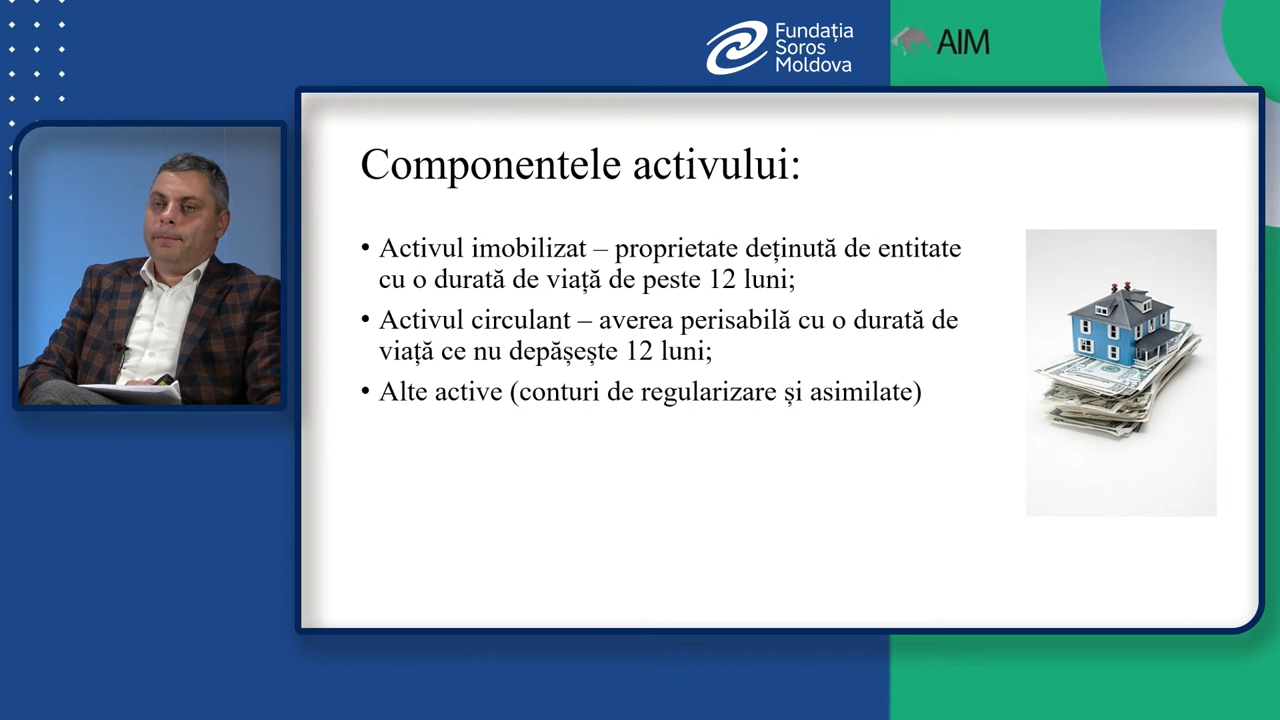 Fundația
Soros
Moldova
AIM
Componentele activului:
• Activul imobilizat – proprietate deținută de entitate
cu o durată de viață de peste 12 luni;
• Activul circulant – averea perisabilă cu o durată de
viață ce nu depășește 12 luni;
• Alte active (conturi de regularizare și asimilate)